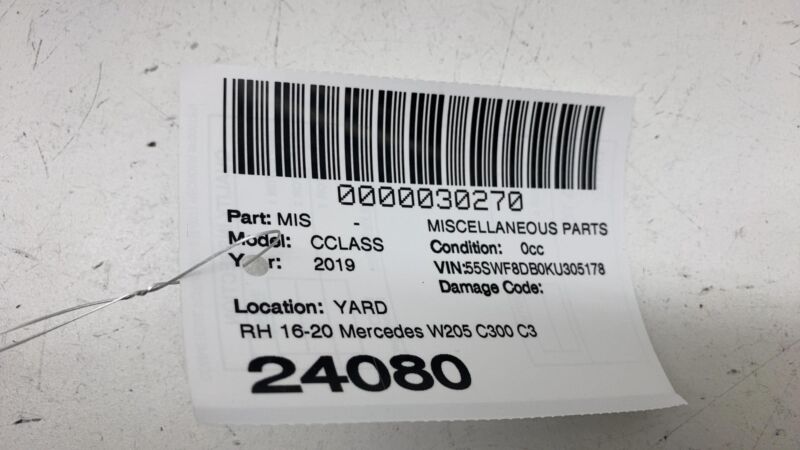 0000030270
Part: MIS - MISCELLANEOUS PARTS
Model: CCLASS Condition: 0cc
Year: 2019 VIN:55SWF8DB0KU305178
Damage Code:
Location: YARD
RH 16-20 Mercedes W205 C300 C3
24080